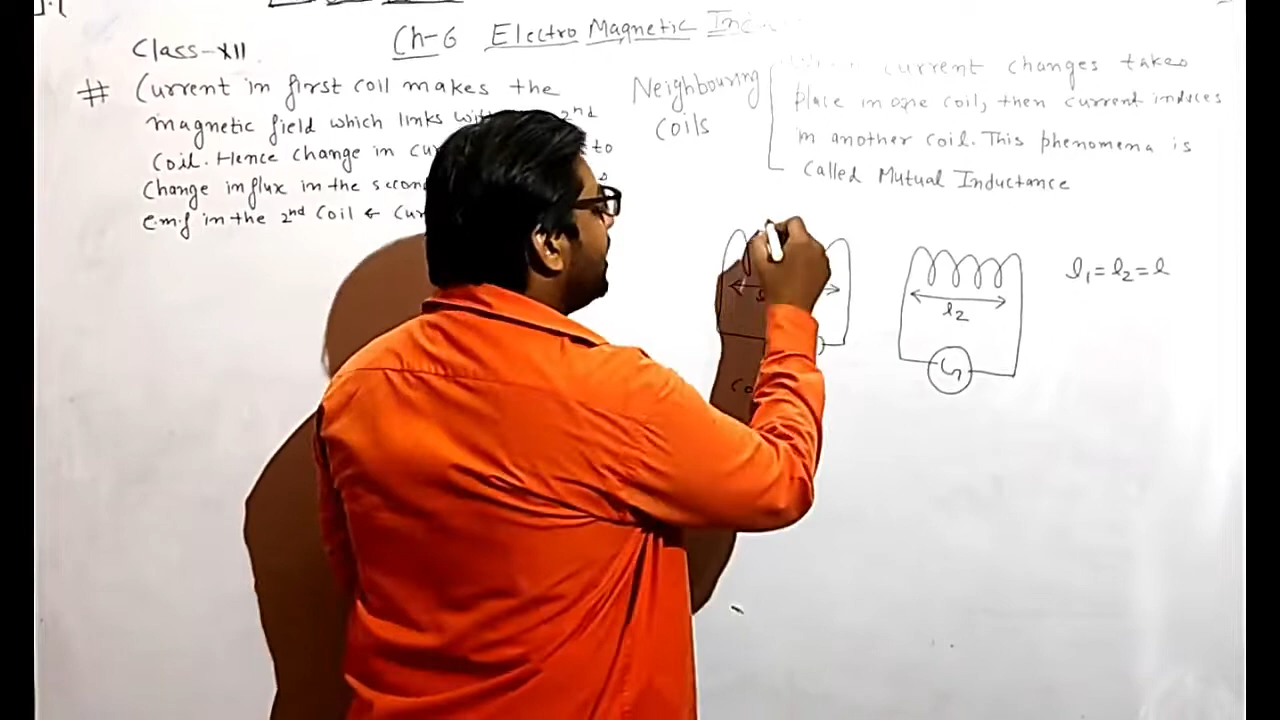 Class-XII
Ch-6 Electro Magnetic
# Current in first coil makes the
magnetic field which links 2nd
coil. Hence change in to
change in flux in the
e.m.f in the 2nd coil &
Neighbouring
coils
current changes takes
place in one coil, then current induces
in another coil. This phenomena is
called Mutual Inductance
l2
G
l1 = l2 = l